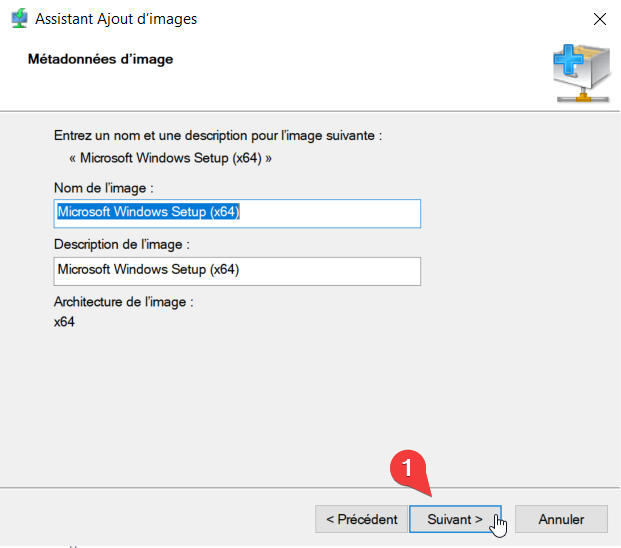 Assistant Ajout d’images
Métadonnées d’image
Entrez un nom et une description pour l’image suivante :
« Microsoft Windows Setup (x64) »
Nom de l’image :
Microsoft Windows Setup (x64)
Description de l’image :
Microsoft Windows Setup (x64)
Architecture de l’image :
x64
1
< Précédent Suivant > Annuler